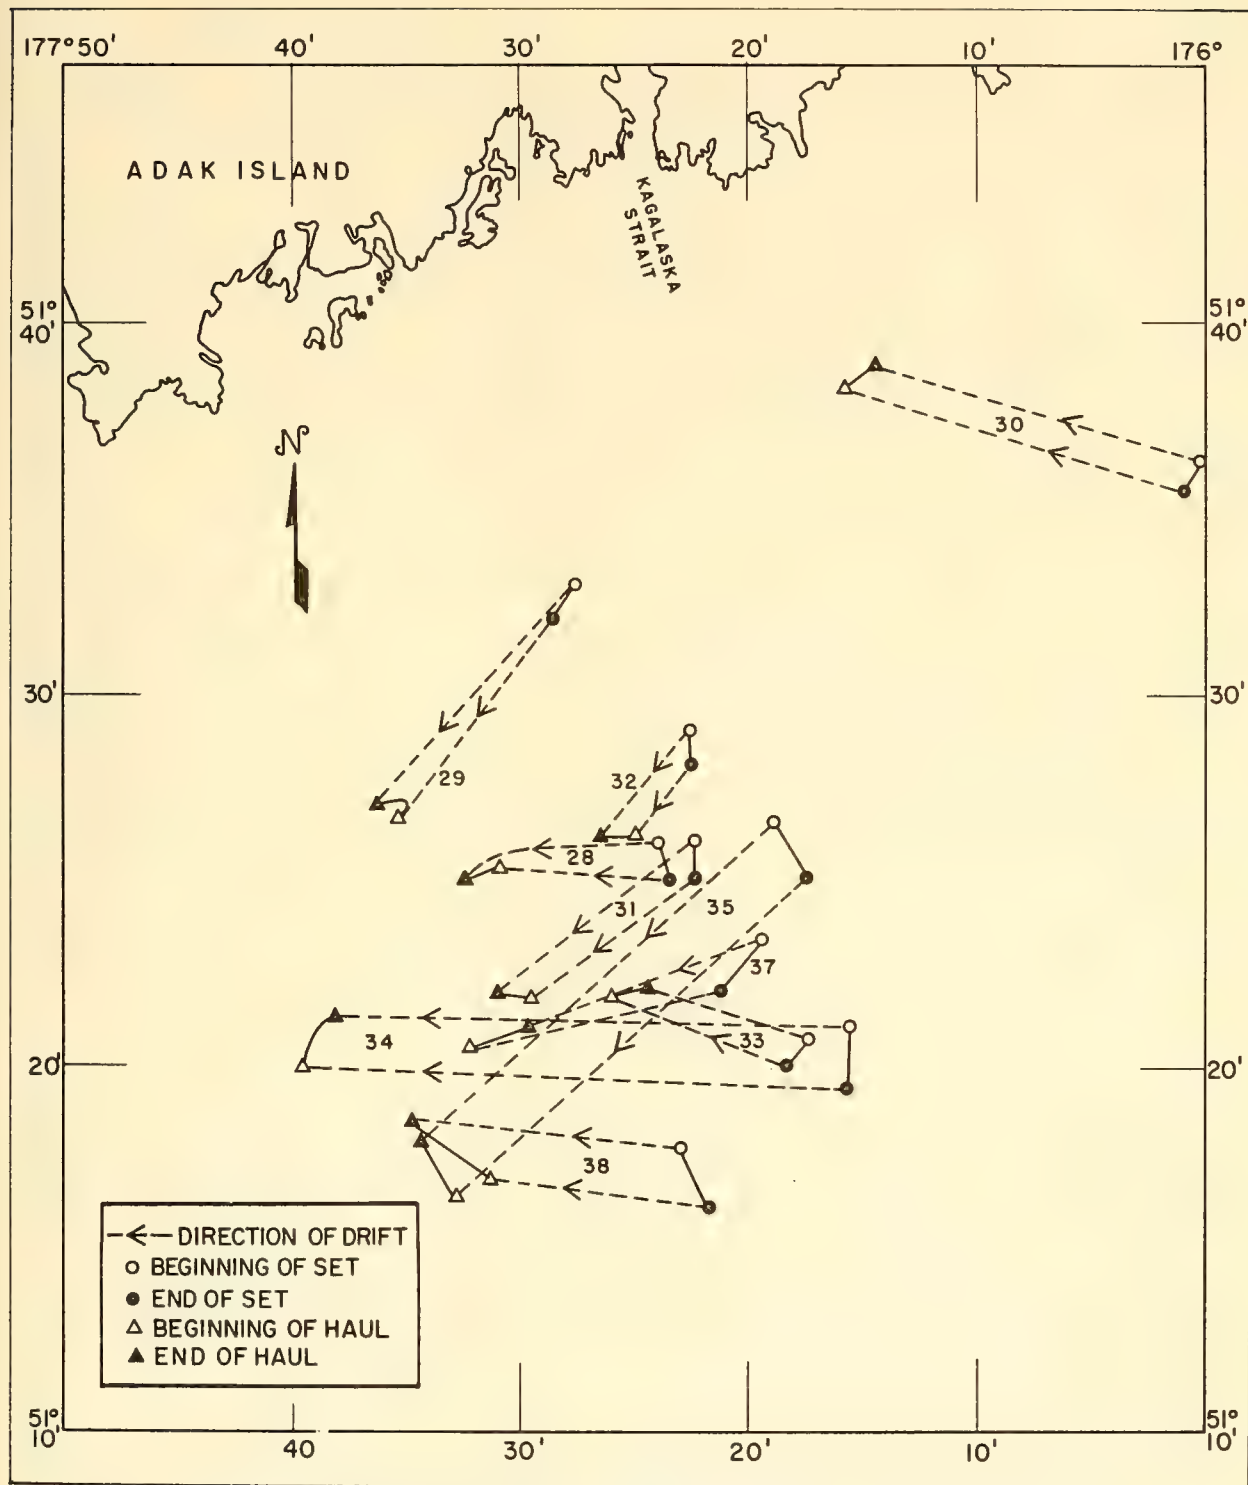 177°50' 40' 30' 20' 10' 176°
ADAK ISLAND
KAGALASKA
STRAIT
51°
40'
51°
40'
30
N
30'
30'
29
32
28
31
35
37
33
34
20'
20'
38
DIRECTION OF DRIFT
BEGINNING OF SET
END OF SET
BEGINNING OF HAUL
END OF HAUL
51°
10'
51°
10'
40' 30' 20' 10'